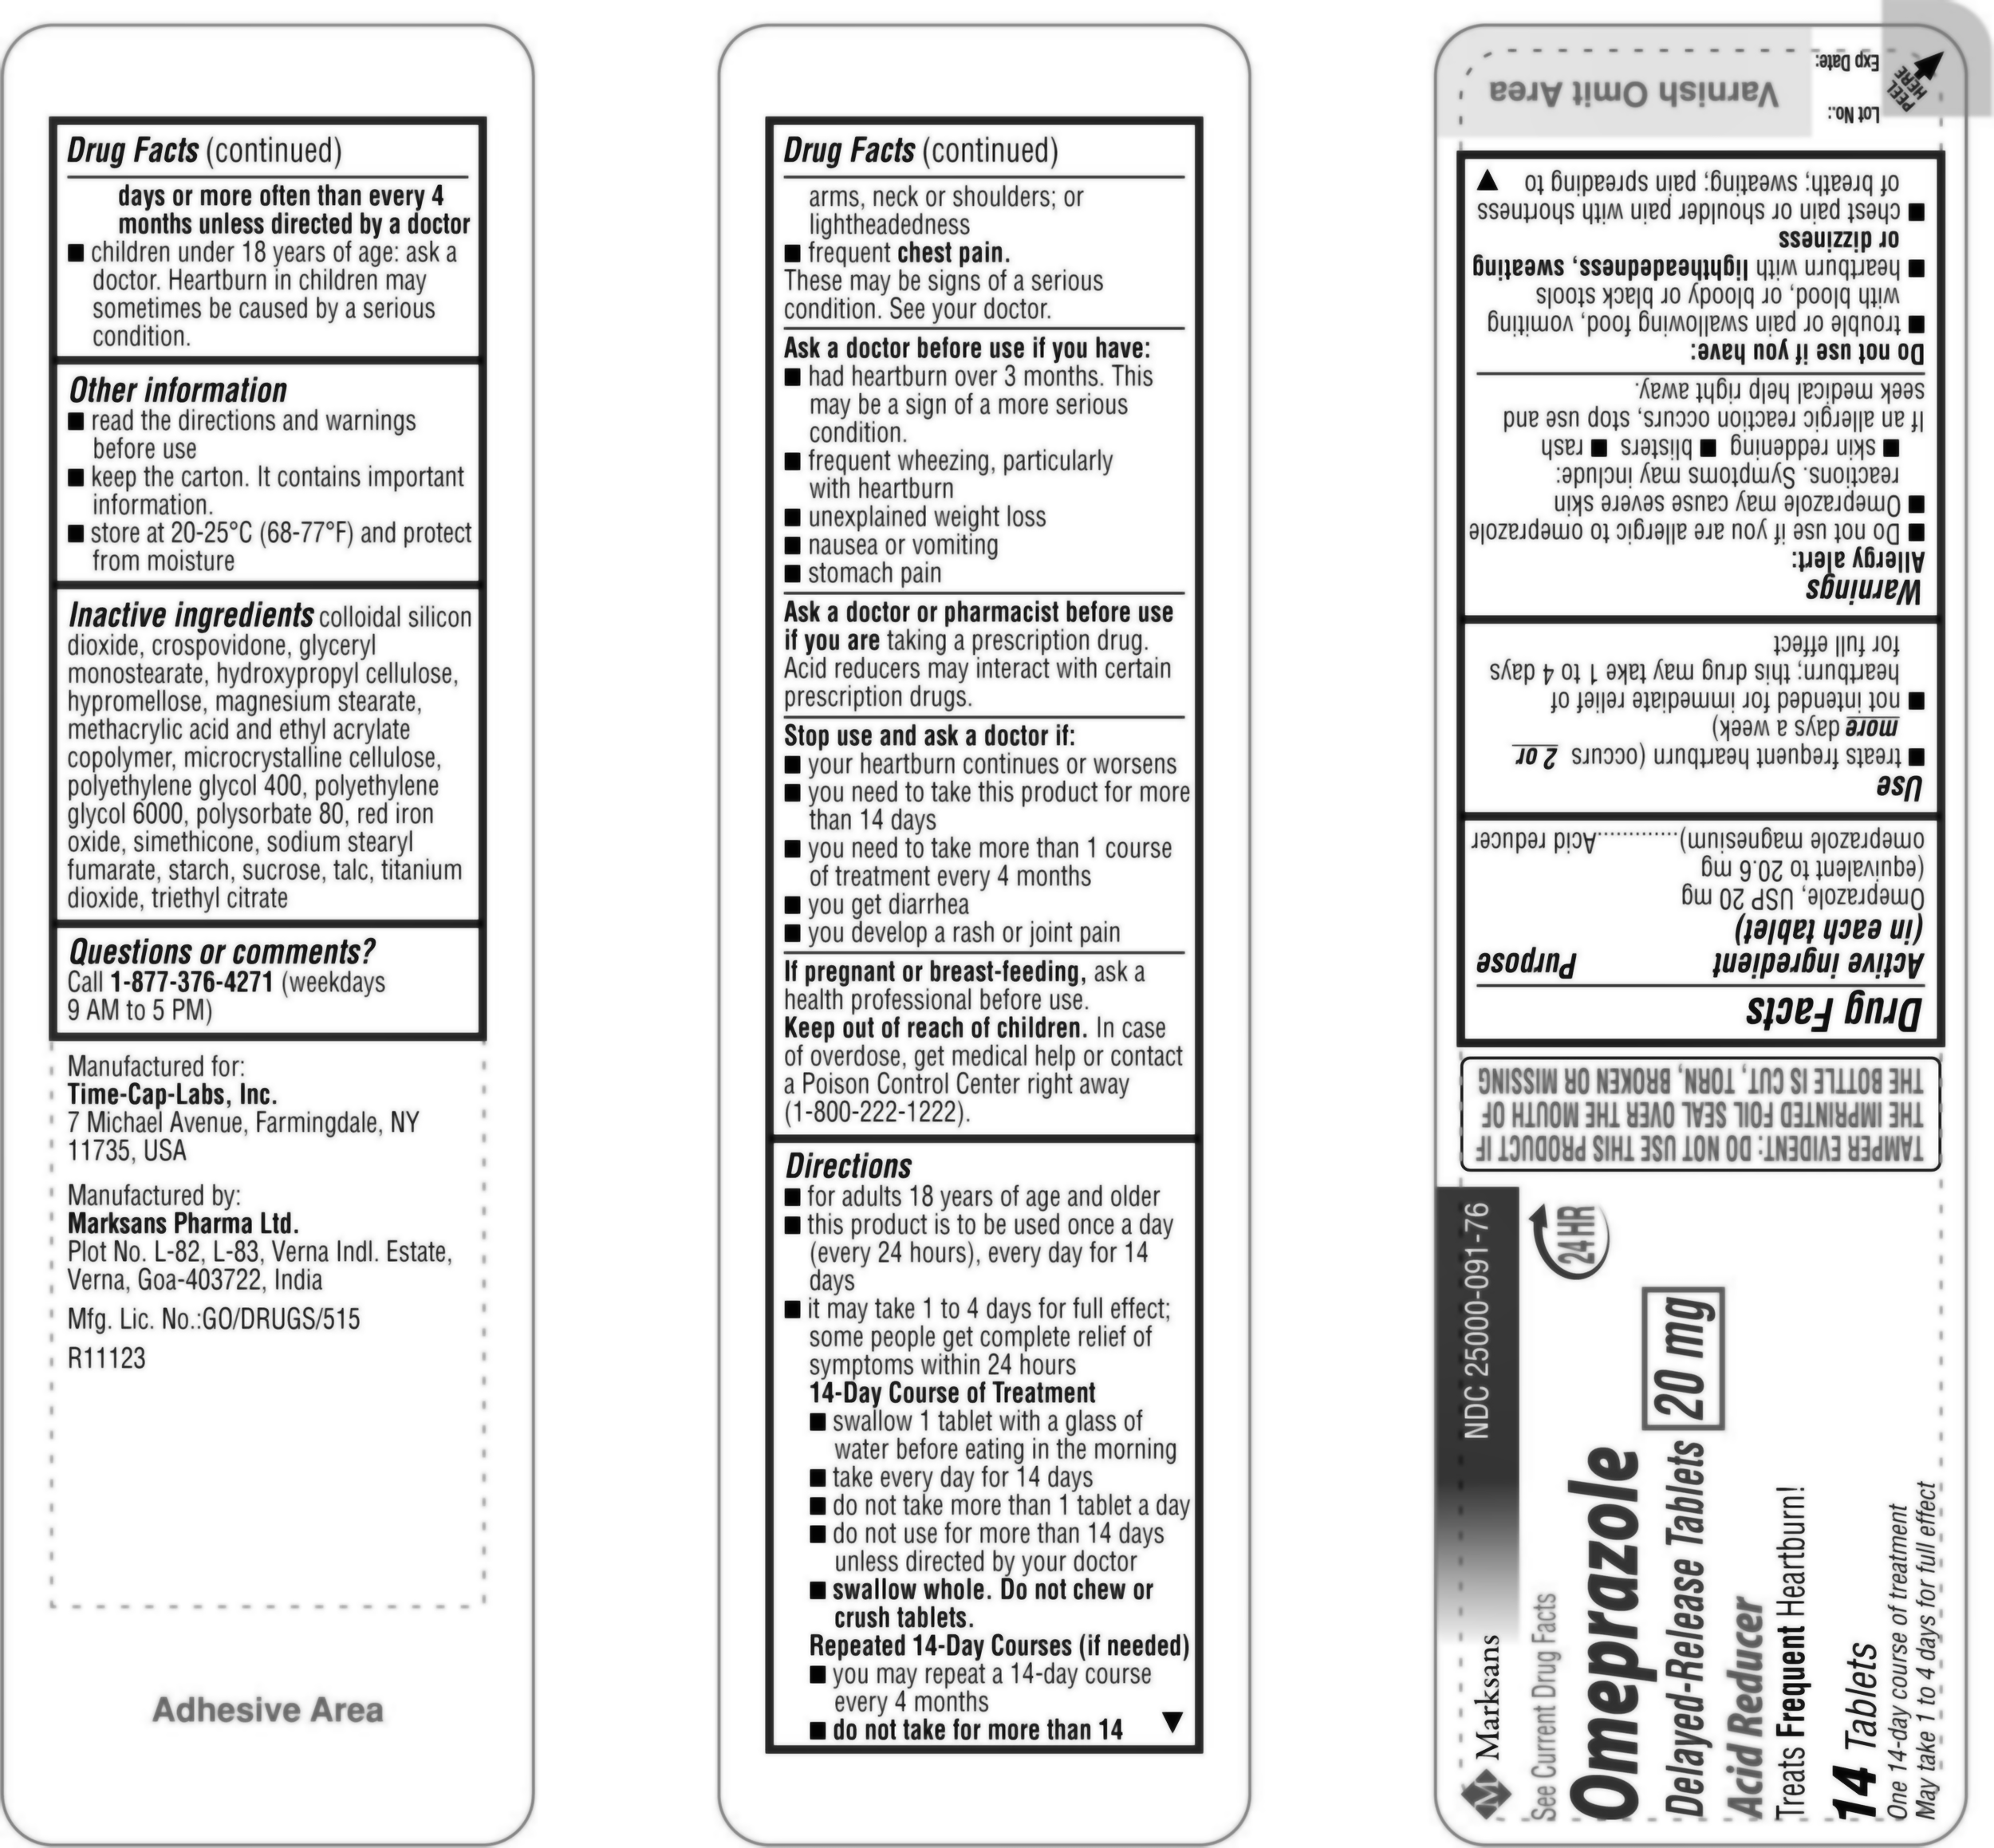 Drug Facts (continued)
days or more often than every 4
months unless directed by a doctor
■ children under 18 years of age: ask a
doctor. Heartburn in children may
sometimes be caused by a serious
condition.
Other information
■ read the directions and warnings
before use
■ keep the carton. It contains important
information.
■ store at 20-25°C (68-77°F) and protect
from moisture
Inactive ingredients colloidal silicon
dioxide, crospovidone, glyceryl
monostearate, hydroxypropyl cellulose,
hypromellose, magnesium stearate,
methacrylic acid and ethyl acrylate
copolymer, microcrystalline cellulose,
polyethylene glycol 400, polyethylene
glycol 6000, polysorbate 80, red iron
oxide, simethicone, sodium stearyl
fumarate, starch, sucrose, talc, titanium
dioxide, triethyl citrate
Questions or comments?
Call 1-877-376-4271 (weekdays
9 AM to 5 PM)
Manufactured for:
Time-Cap-Labs, Inc.
7 Michael Avenue, Farmingdale, NY
11735, USA
Manufactured by:
Marksans Pharma Ltd.
Plot No. L-82, L-83, Verna Indl. Estate,
Verna, Goa-403722, India
Mfg. Lic. No.:GO/DRUGS/515
R11123
Adhesive Area
Drug Facts (continued)
arms, neck or shoulders; or
lightheadedness
■ frequent chest pain.
These may be signs of a serious
condition. See your doctor.
Ask a doctor before use if you have:
■ had heartburn over 3 months. This
may be a sign of a more serious
condition.
■ frequent wheezing, particularly
with heartburn
■ unexplained weight loss
■ nausea or vomiting
■ stomach pain
Ask a doctor or pharmacist before use
if you are taking a prescription drug.
Acid reducers may interact with certain
prescription drugs.
Stop use and ask a doctor if:
■ your heartburn continues or worsens
■ you need to take this product for more
than 14 days
■ you need to take more than 1 course
of treatment every 4 months
■ you get diarrhea
■ you develop a rash or joint pain
If pregnant or breast-feeding, ask a
health professional before use.
Keep out of reach of children. In case
of overdose, get medical help or contact
a Poison Control Center right away
(1-800-222-1222).
Directions
■ for adults 18 years of age and older
■ this product is to be used once a day
(every 24 hours), every day for 14
days
■ it may take 1 to 4 days for full effect;
some people get complete relief of
symptoms within 24 hours
14-Day Course of Treatment
■ swallow 1 tablet with a glass of
water before eating in the morning
■ take every day for 14 days
■ do not take more than 1 tablet a day
■ do not use for more than 14 days
unless directed by your doctor
■ swallow whole. Do not chew or
crush tablets.
Repeated 14-Day Courses (if needed)
■ you may repeat a 14-day course
every 4 months
■ do not take for more than 14 ▼
TAMPER EVIDENT: DO NOT USE THIS PRODUCT IF
THE IMPRINTED FOIL SEAL OVER THE MOUTH OF
THE BOTTLE IS CUT, TORN, BROKEN OR MISSING
Drug Facts
Active ingredient Purpose
(in each tablet)
Omeprazole, USP 20 mg
(equivalent to 20.6 mg
omeprazole magnesium).............Acid reducer
Use
■ treats frequent heartburn (occurs 2 or
more days a week)
■ not intended for immediate relief of
heartburn; this drug may take 1 to 4 days
for full effect
Warnings
Allergy alert:
■ Do not use if you are allergic to omeprazole
■ Omeprazole may cause severe skin
reactions. Symptoms may include:
■ skin reddening ■ blisters ■ rash
If an allergic reaction occurs, stop use and
seek medical help right away.
Do not use if you have:
■ trouble or pain swallowing food, vomiting
with blood, or bloody or black stools
■ heartburn with lightheadedness, sweating
or dizziness
■ chest pain or shoulder pain with shortness
of breath; sweating; pain spreading to ▼
Lot No.:
Exp Date:
Varnish Omit Area
PEEL
HERE
M Marksans
NDC 25000-091-76
See Current Drug Facts
24HR
Omeprazole
Delayed-Release Tablets 20 mg
Acid Reducer
Treats Frequent Heartburn!
14 Tablets
One 14-day course of treatment
May take 1 to 4 days for full effect